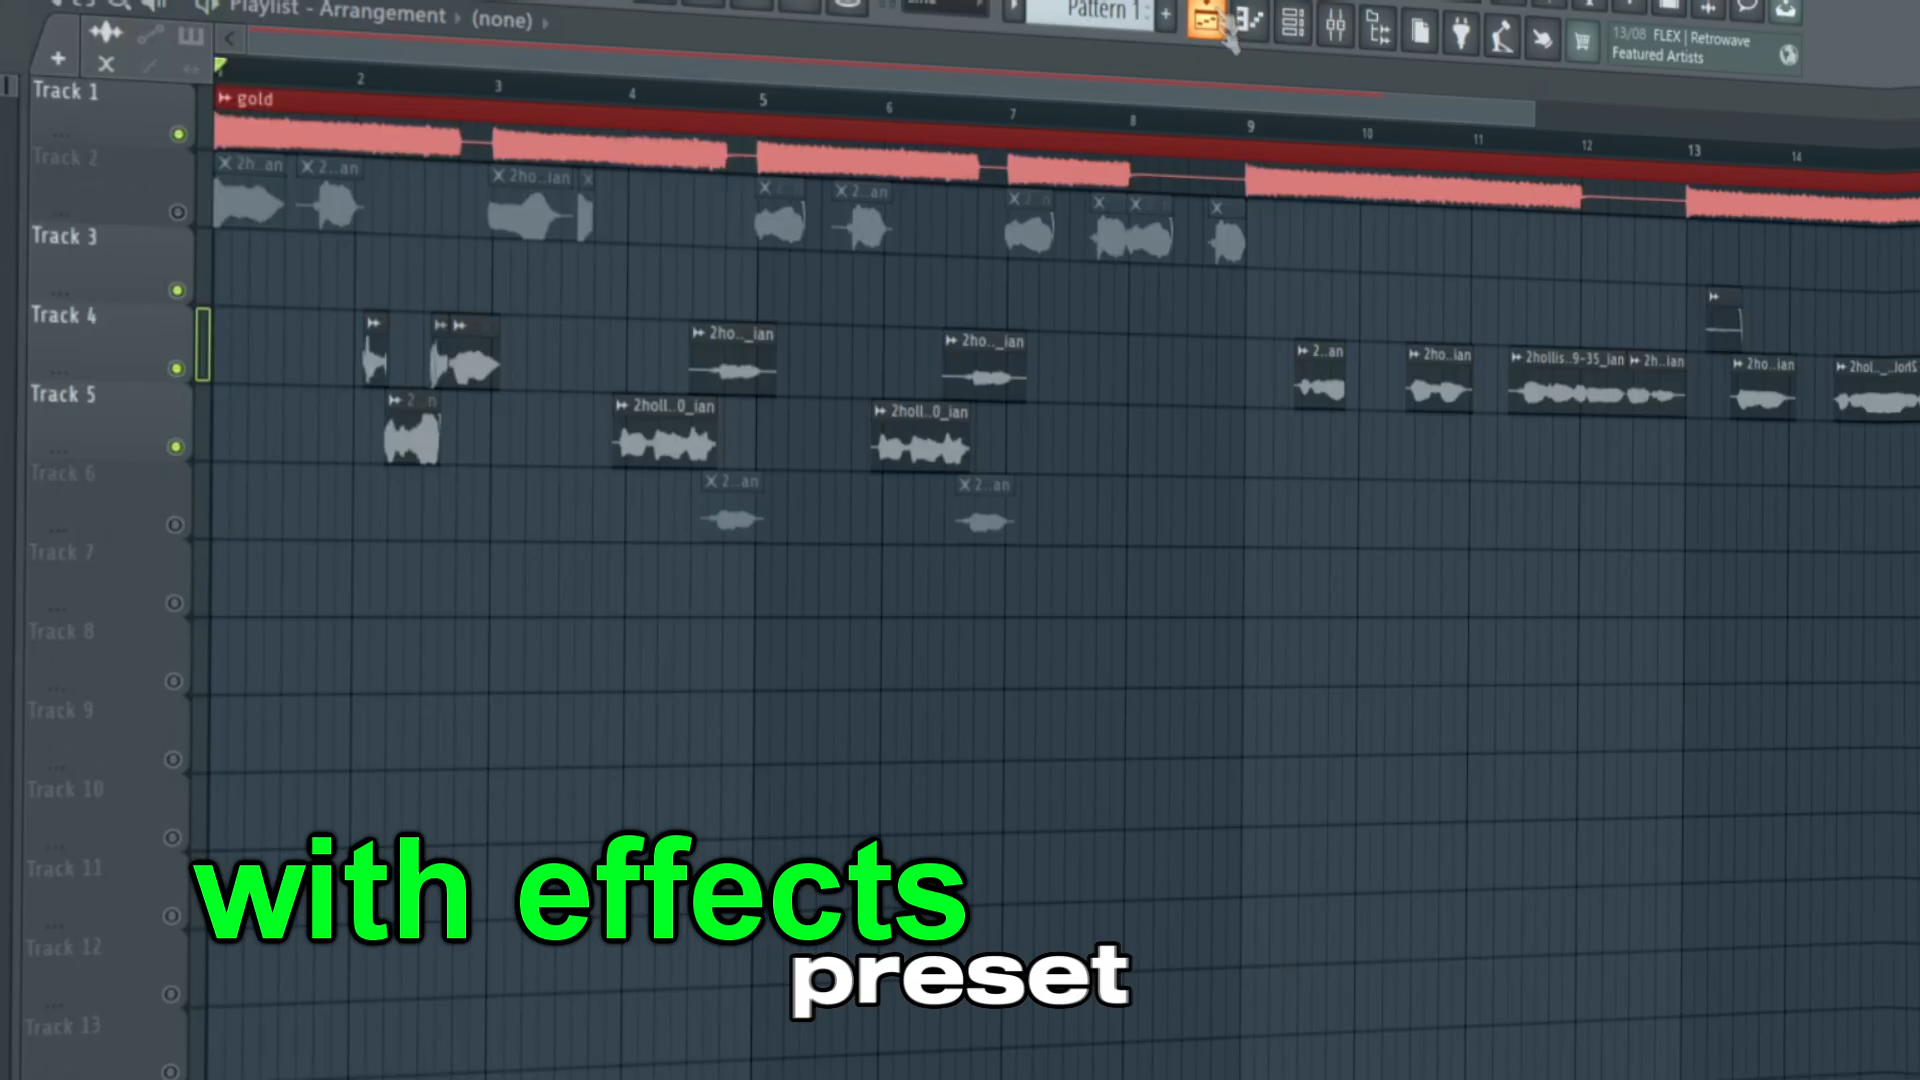 Playlist - Arrangement (none)
Pattern 1
13/08 FLEX | Retrowave
Featured Artists
2 3 4 5 6 7 8 9 10 11 12 13 14
Track 1
gold
Track 2
2h..an 2..an 2ho..ian 2..an
Track 3
Track 4
2ho.._ian 2ho.._ian 2..an 2ho..ian 2hollis..9-35_ian 2h..ian 2ho..ian
Track 5
2..n 2holl..0_ian 2holl..0_ian
Track 6
2..an 2..an
Track 7
Track 8
Track 9
Track 10
Track 11
Track 12
Track 13
with effects
preset